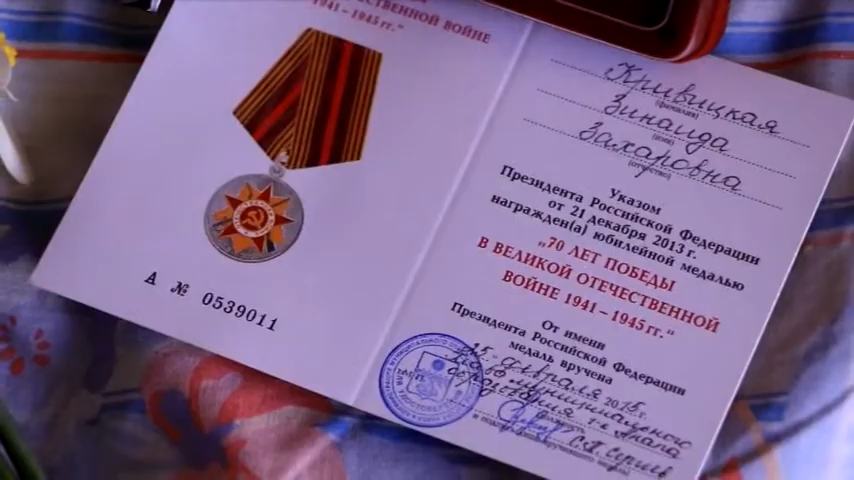 ОТЕЧЕСТВЕННОЙ ВОЙНЕ
1941–1945 гг."
А № 0539011
Кривицкая
(фамилия)
Зинаида
(имя)
Захаровна
(отчество)
Указом
Президента Российской Федерации
от 21 декабря 2013 г.
награжден(а) юбилейной медалью
„70 ЛЕТ ПОБЕДЫ
В ВЕЛИКОЙ ОТЕЧЕСТВЕННОЙ
ВОЙНЕ 1941–1945 гг."
От имени
Президента Российской Федерации
медаль вручена
февраля 2015 г.
муниципального